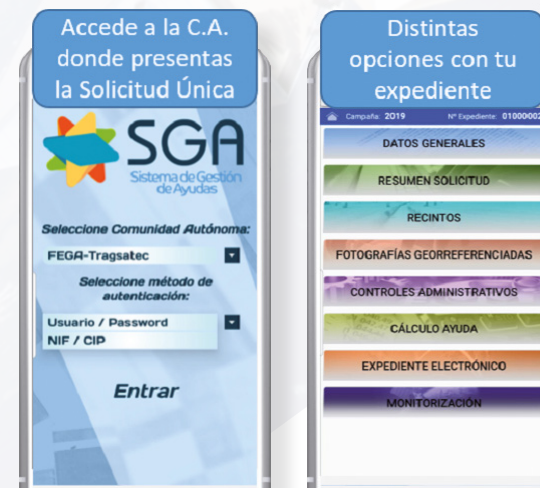 Accede a la C.A.
donde presentas
la Solicitud Única
SGA
Sistema de Gestión
de Ayudas
Seleccione Comunidad Autónoma:
FEGA-Tragsatec
Seleccione método de
autenticación:
Usuario / Password
NIF / CIP
Entrar
Distintas
opciones con tu
expediente
Campaña: 2019 Nº Expediente: 01000002
DATOS GENERALES
RESUMEN SOLICITUD
RECINTOS
FOTOGRAFÍAS GEORREFERENCIADAS
CONTROLES ADMINISTRATIVOS
CÁLCULO AYUDA
EXPEDIENTE ELECTRÓNICO
MONITORIZACIÓN